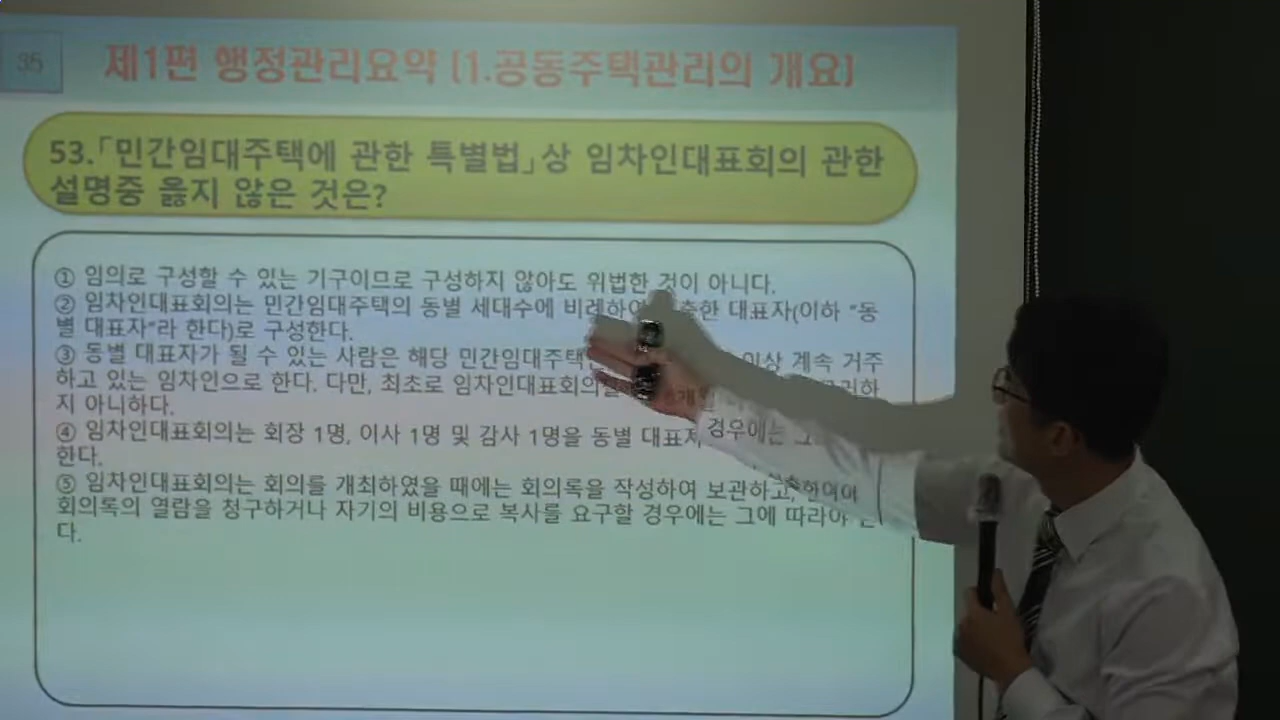 35
제1편 행정관리요약 [1.공동주택관리의 개요]
53.「민간임대주택에 관한 특별법」상 임차인대표회의 관한
설명중 옳지 않은 것은?
① 임의로 구성할 수 있는 기구이므로 구성하지 않아도 위법한 것이 아니다.
② 임차인대표회의는 민간임대주택의 동별 세대수에 비례하여 출한 대표자(이하 "동
별 대표자"라 한다)로 구성한다.
③ 동별 대표자가 될 수 있는 사람은 해당 민간임대주택 이상 계속 거주
하고 있는 임차인으로 한다. 다만, 최초로 임차인대표회의를
지 아니하다.
④ 임차인대표회의는 회장 1명, 이사 1명 및 감사 1명을 동별 대표자 경우에는
한다.
⑤ 임차인대표회의는 회의를 개최하였을 때에는 회의록을 작성하여 보관하고,
회의록의 열람을 청구하거나 자기의 비용으로 복사를 요구할 경우에는 그에 따라야 한
다.